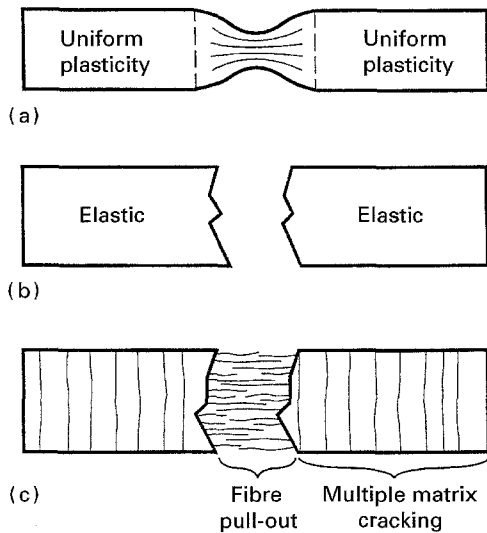 Uniform plasticity
Uniform plasticity
(a)
Elastic
Elastic
(b)
(c)
Fibre pull-out
Multiple matrix cracking